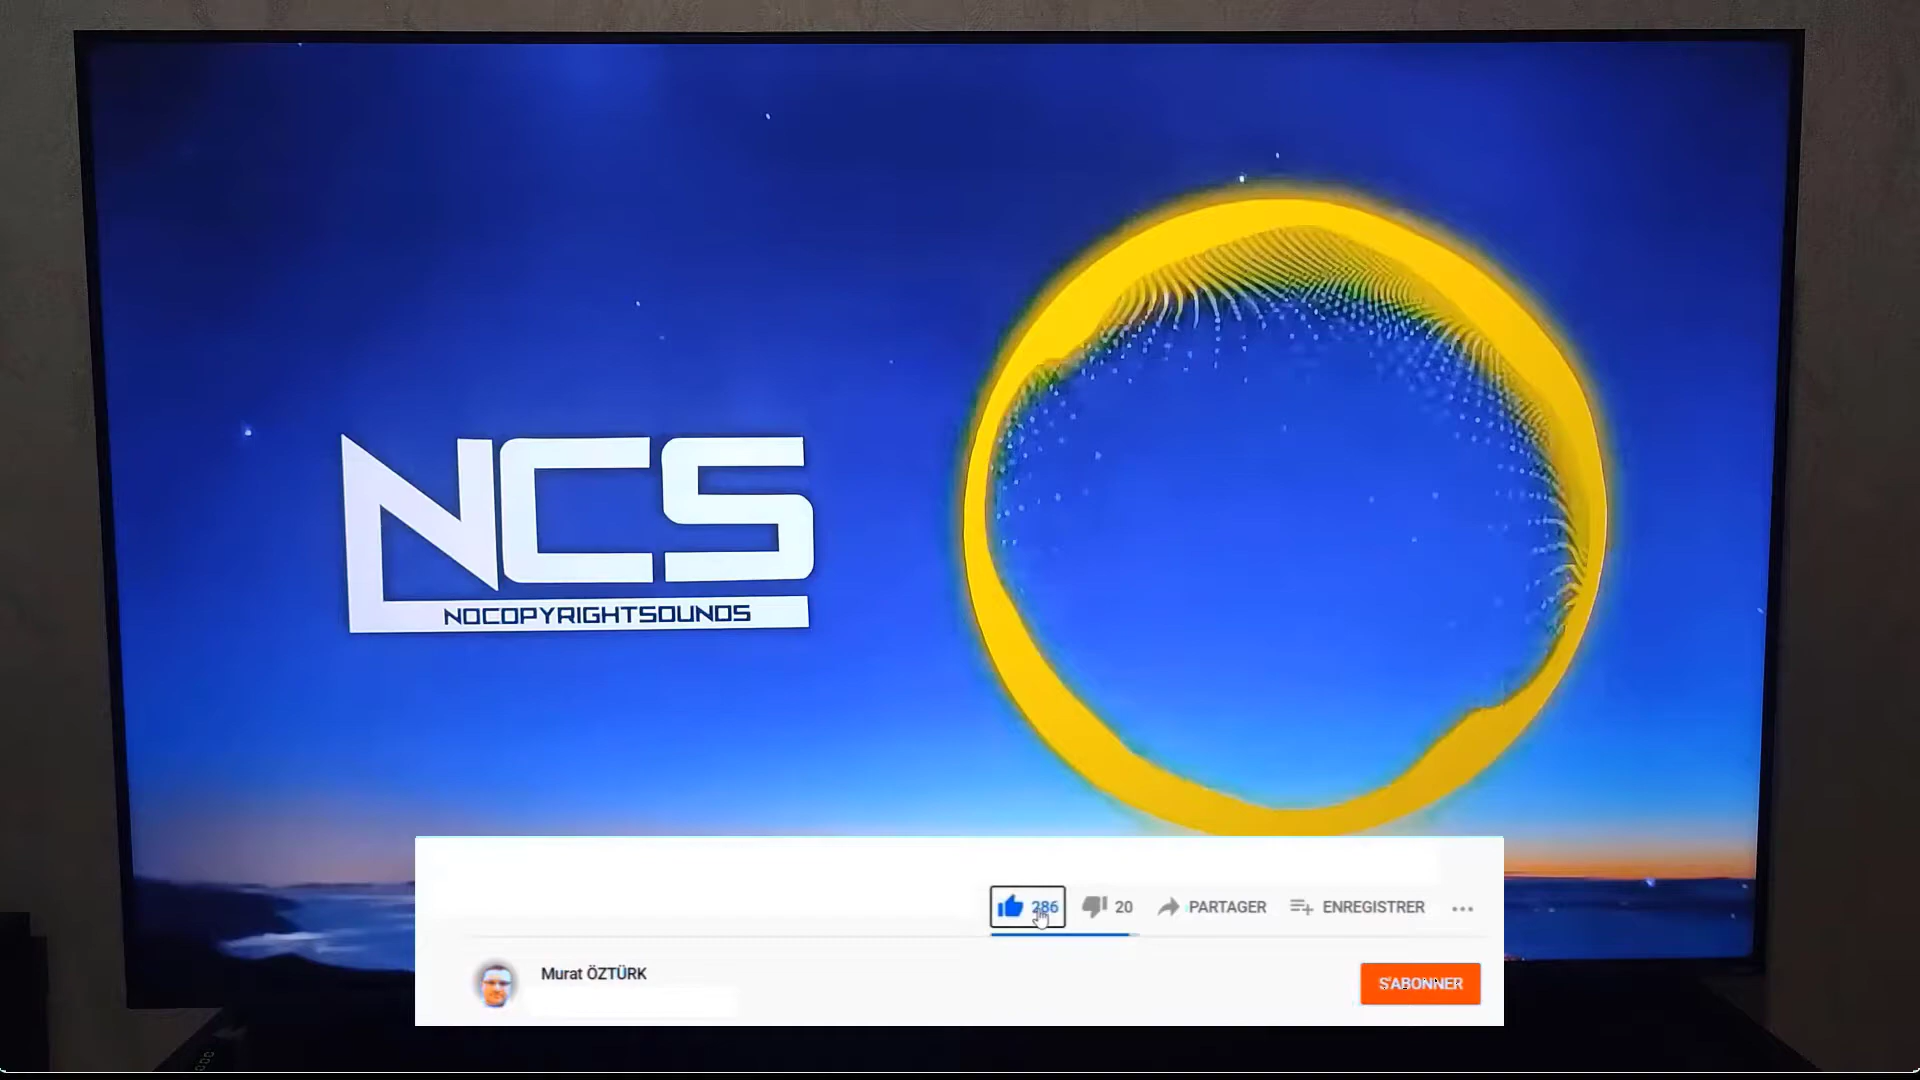 NCS
NOCOPYRIGHTSOUNDS
286 20 PARTAGER ENREGISTRER
Murat ÖZTÜRK
S'ABONNER